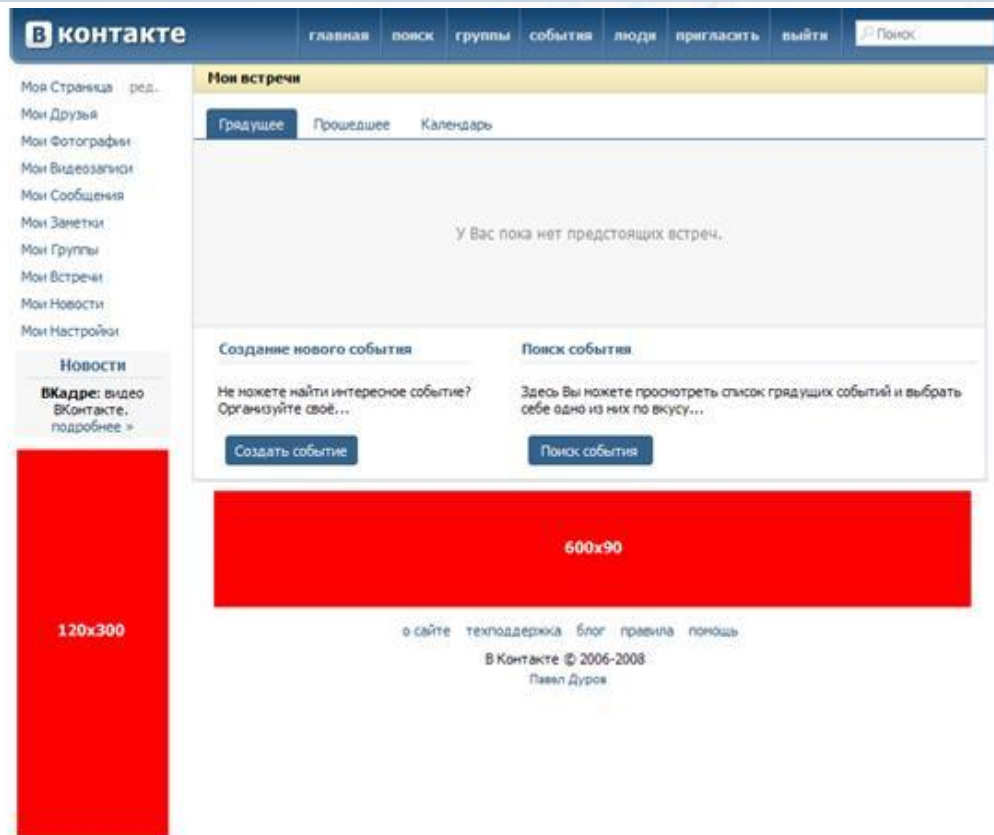 В контакте
главная поиск группы события люди пригласить выйти Поиск
Моя Страница ред.
Мои Друзья
Мои Фотографии
Мои Видеозаписи
Мои Сообщения
Мои Заметки
Мои Группы
Мои Встречи
Мои Новости
Мои Настройки
Новости
ВКадре: видео
ВКонтакте.
подробнее »
120x300
Мои встречи
Грядущее Прошедшее Календарь
У Вас пока нет предстоящих встреч.
Создание нового события
Не можете найти интересное событие?
Организуйте своё...
Создать событие
Поиск события
Здесь Вы можете просмотреть список грядущих событий и выбрать
себе одно из них по вкусу...
Поиск события
600x90
о сайте техподдержка блог правила помощь
В Контакте © 2006-2008
Павел Дуров